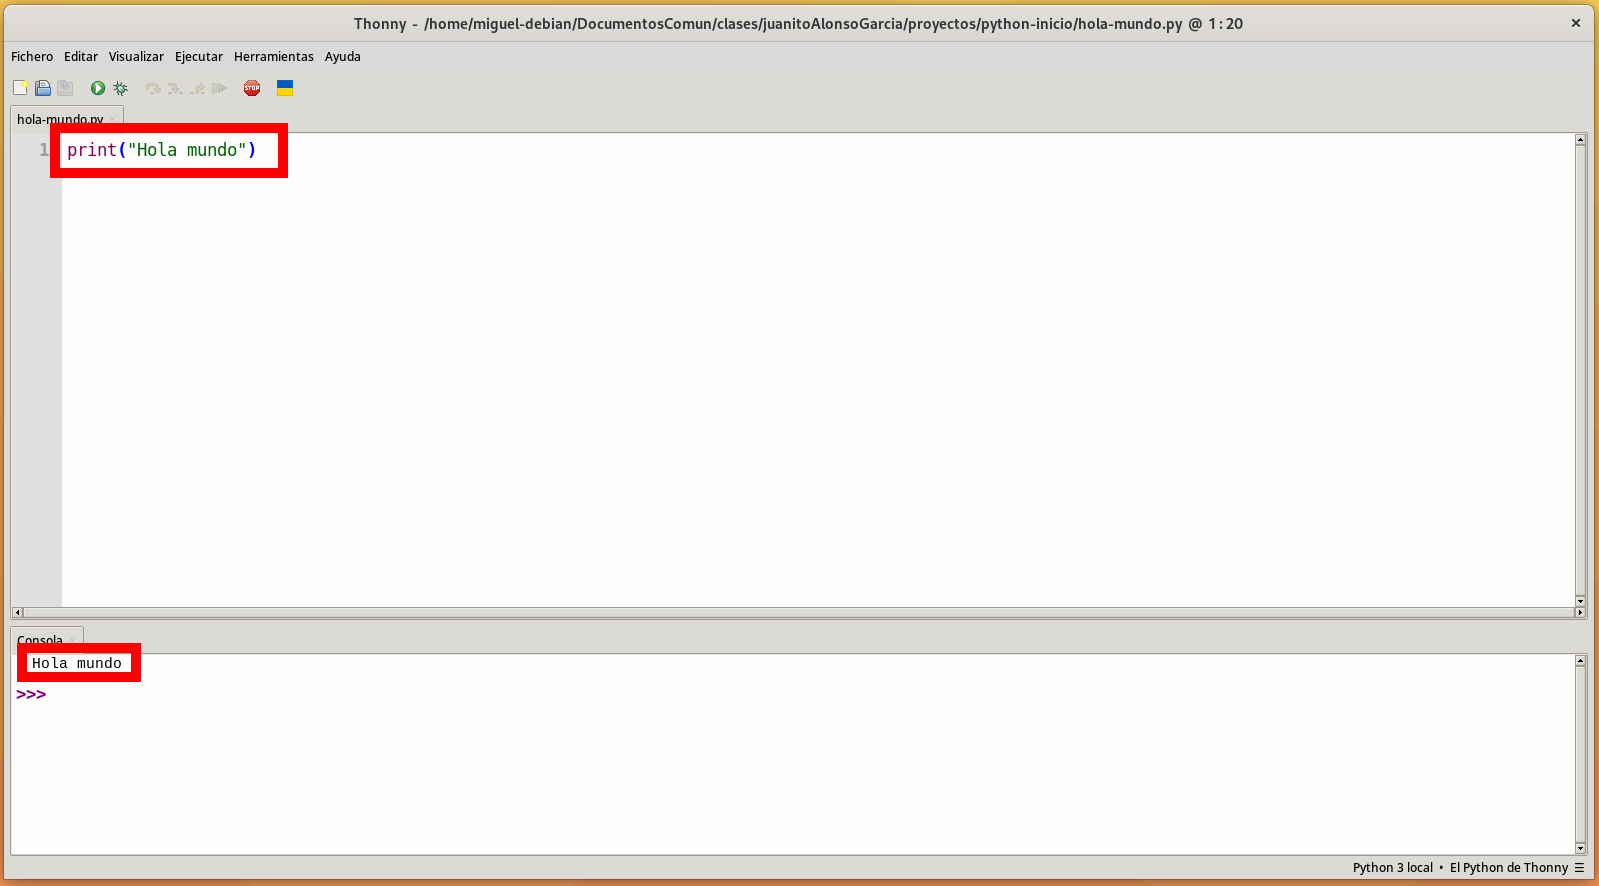 Thonny - /home/miguel-debian/DocumentosComun/clases/juanitoAlonsoGarcia/proyectos/python-inicio/hola-mundo.py @ 1:20
Fichero Editar Visualizar Ejecutar Herramientas Ayuda
STOP
hola-mundo.py
1 print("Hola mundo")
Consola
Hola mundo
>>>
Python 3 local • El Python de Thonny ☰